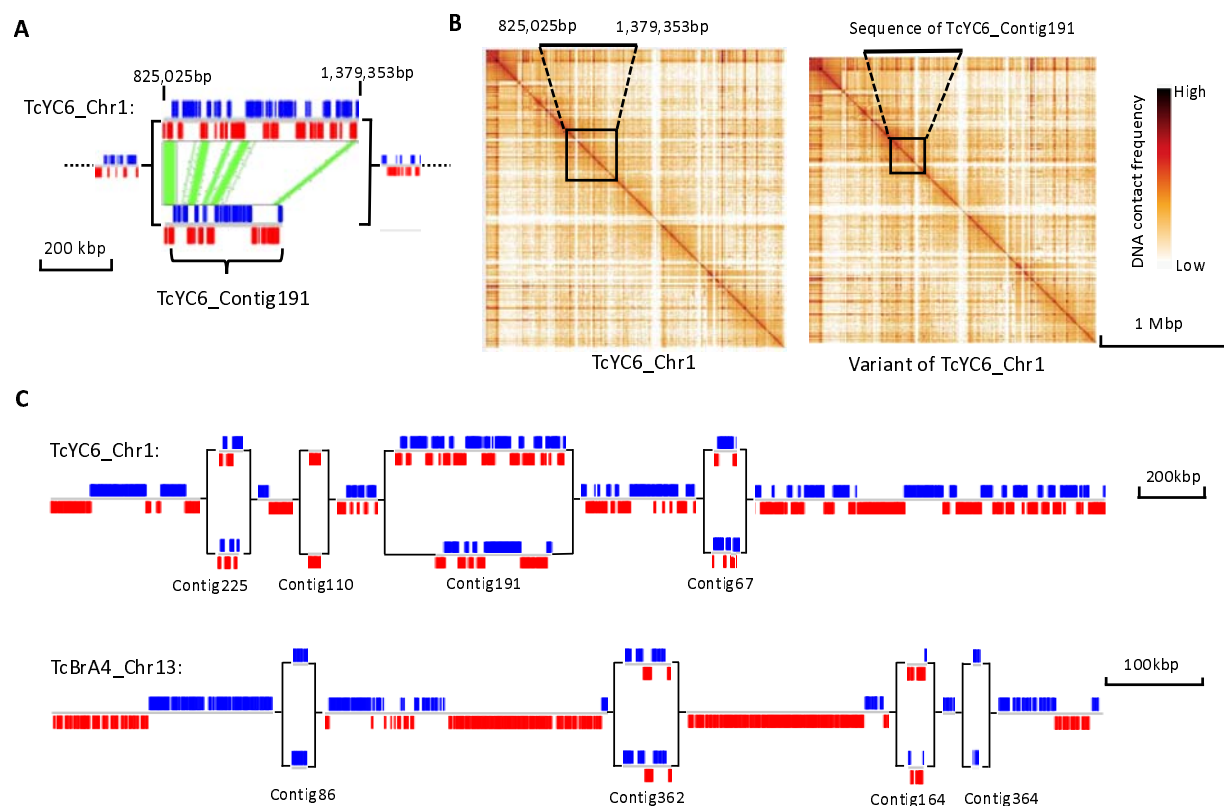 A
825,025bp
1,379,353bp
TcYC6_Chr1:
200 kbp
TcYC6_Contig191
B
825,025bp
1,379,353bp
Sequence of TcYC6_Contig191
TcYC6_Chr1
Variant of TcYC6_Chr1
High
DNA contact frequency
Low
1 Mbp
C
TcYC6_Chr1:
200kbp
Contig225
Contig110
Contig191
Contig67
TcBrA4_Chr13:
100kbp
Contig86
Contig362
Contig164
Contig364